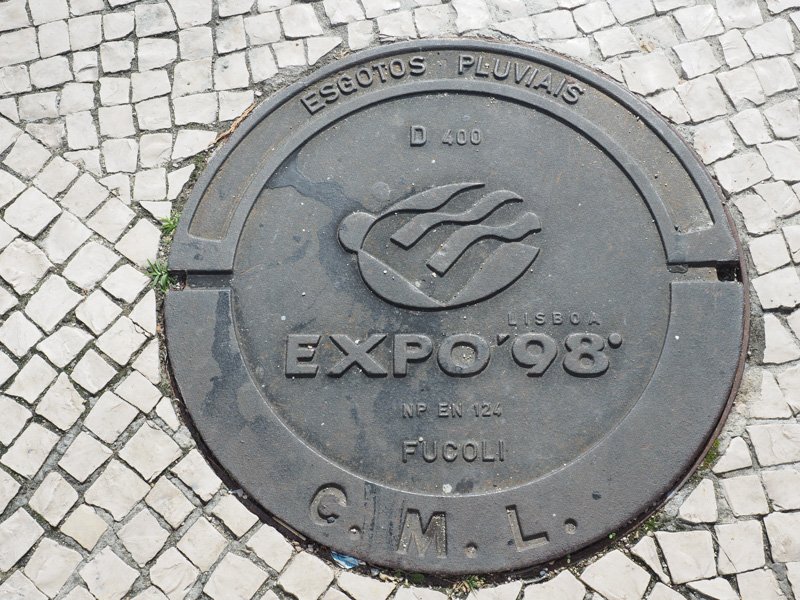 ESGOTOS PLUVIAIS
D 400
LISBOA
EXPO'98
NP EN 124
FUCOLI
C.M.L.